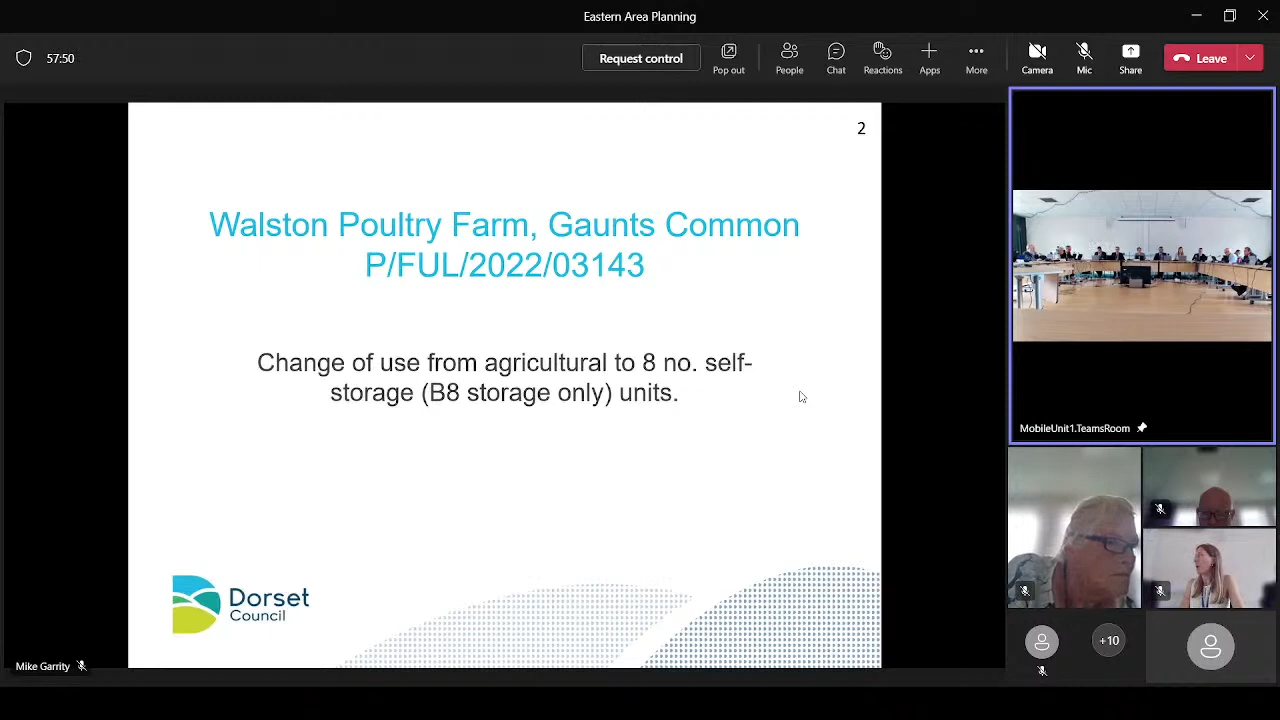 Eastern Area Planning
57:50
Request control
Pop out
People
Chat
Reactions
Apps
More
Camera
Mic
Share
Leave
2
Walston Poultry Farm, Gaunts Common
P/FUL/2022/03143
Change of use from agricultural to 8 no. self-
storage (B8 storage only) units.
Dorset
Council
Mike Garrity
MobileUnit1.TeamsRoom
+10